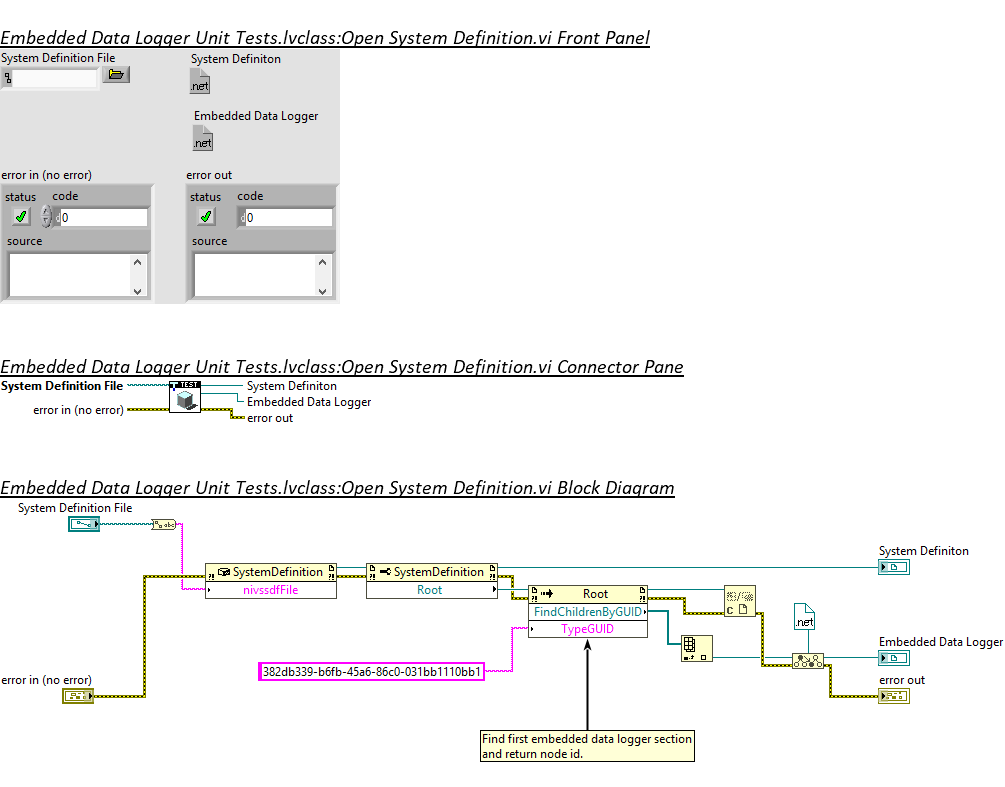 Embedded Data Logger Unit Tests.lvclass:Open System Definition.vi Front Panel
System Definition File
System Definiton
.net
Embedded Data Logger
.net
error in (no error)
error out
status
code
status
code
d
0
d
0
source
source
Embedded Data Logger Unit Tests.lvclass:Open System Definition.vi Connector Pane
System Definition File
TEST
System Definiton
Embedded Data Logger
error in (no error)
error out
Embedded Data Logger Unit Tests.lvclass:Open System Definition.vi Block Diagram
System Definition File
abc
System Definiton
SystemDefinition
SystemDefinition
nivssdfFile
Root
Root
FindChildrenByGUID
TypeGUID
C
.net
Embedded Data Logger
382db339-b6fb-45a6-86c0-031bb1110bb1
error in (no error)
error out
Find first embedded data logger section
and return node id.